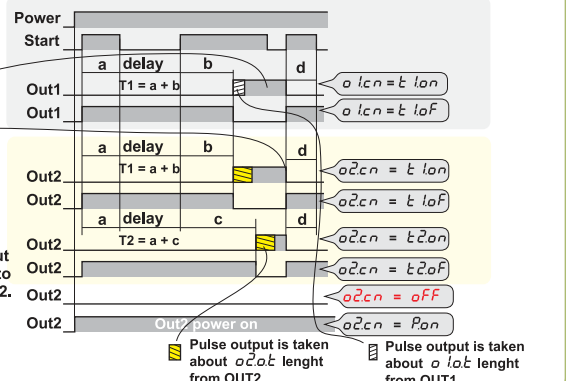 Power
Start
a delay b d
T1 = a + b
Out1
o1.cn = t1.on
Out1
o1.cn = t1.oF
a delay b d
T1 = a + b
Out2
o2.cn = t1.on
Out2
o2.cn = t1.oF
a delay c d
T2 = a + c
Out2
o2.cn = t2.on
ut
to
2.
Out2
o2.cn = t2.oF
Out2
o2.cn = oFF
Out2
Out2 power on
o2.cn = P.on
Pulse output is taken
about o2.o.t lenght
from OUT2
Pulse output is taken
about o1.o.t lenght
from OUT1